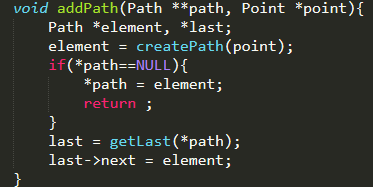 void addPath(Path **path, Point *point){
    Path *element, *last;
    element = createPath(point);
    if(*path==NULL){
        *path = element;
        return ;
    }
    last = getLast(*path);
    last->next = element;
}